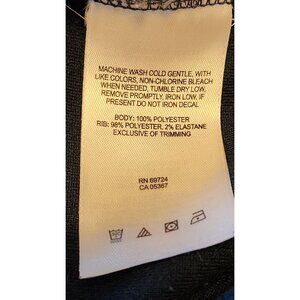 MACHINE WASH COLD GENTLE, WITH
LIKE COLORS, NON-CHLORINE BLEACH
WHEN NEEDED, TUMBLE DRY LOW,
REMOVE PROMPTLY, IRON LOW, IF
PRESENT DO NOT IRON DECAL
BODY: 100% POLYESTER
RIB: 98% POLYESTER, 2% ELASTANE
EXCLUSIVE OF TRIMMING
RN 69724
CA 05367